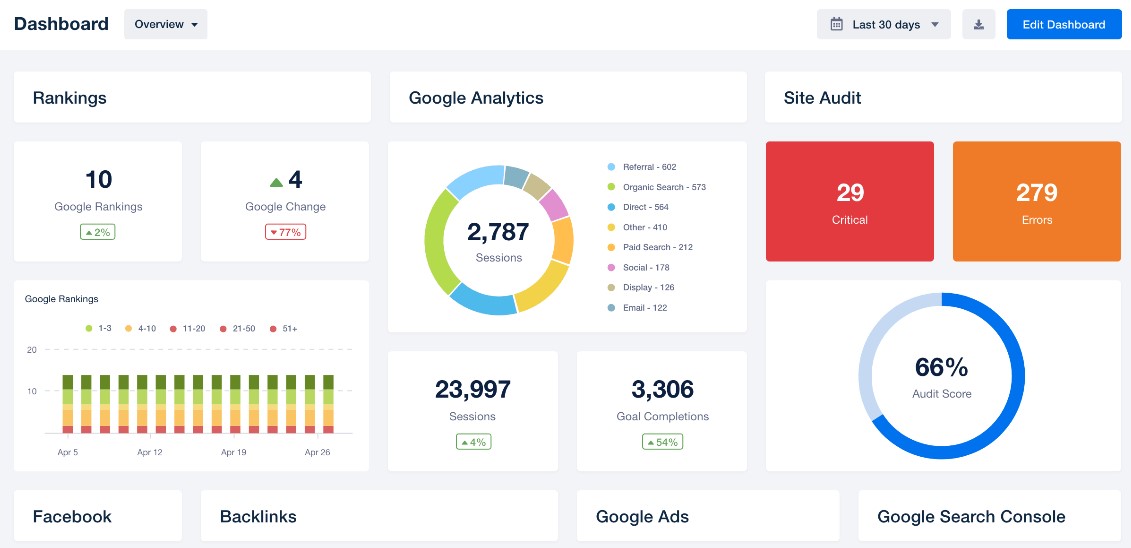 Dashboard
Overview
Last 30 days
Edit Dashboard
Rankings
Google Analytics
Site Audit
10
Google Rankings
2%
4
Google Change
77%
2,787
Sessions
Referral - 602
Organic Search - 573
Direct - 564
Other - 410
Paid Search - 212
Social - 178
Display - 126
Email - 122
29
Critical
279
Errors
Google Rankings
1-3 4-10 11-20 21-50 51+
20
10
Apr 5 Apr 12 Apr 19 Apr 26
23,997
Sessions
4%
3,306
Goal Completions
54%
66%
Audit Score
Facebook
Backlinks
Google Ads
Google Search Console